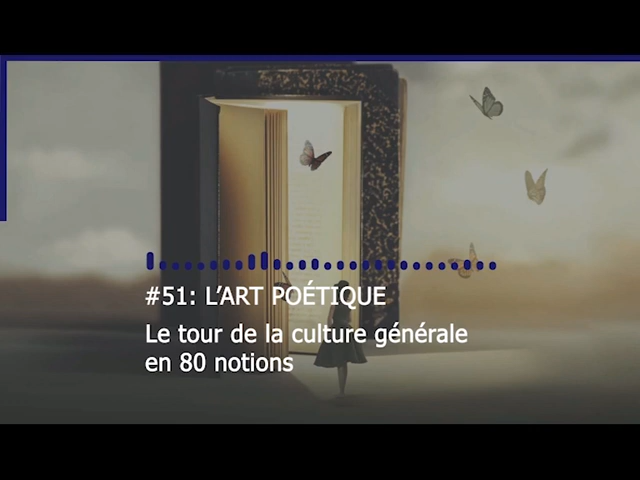 #51: L’ART POÉTIQUE
Le tour de la culture générale
en 80 notions